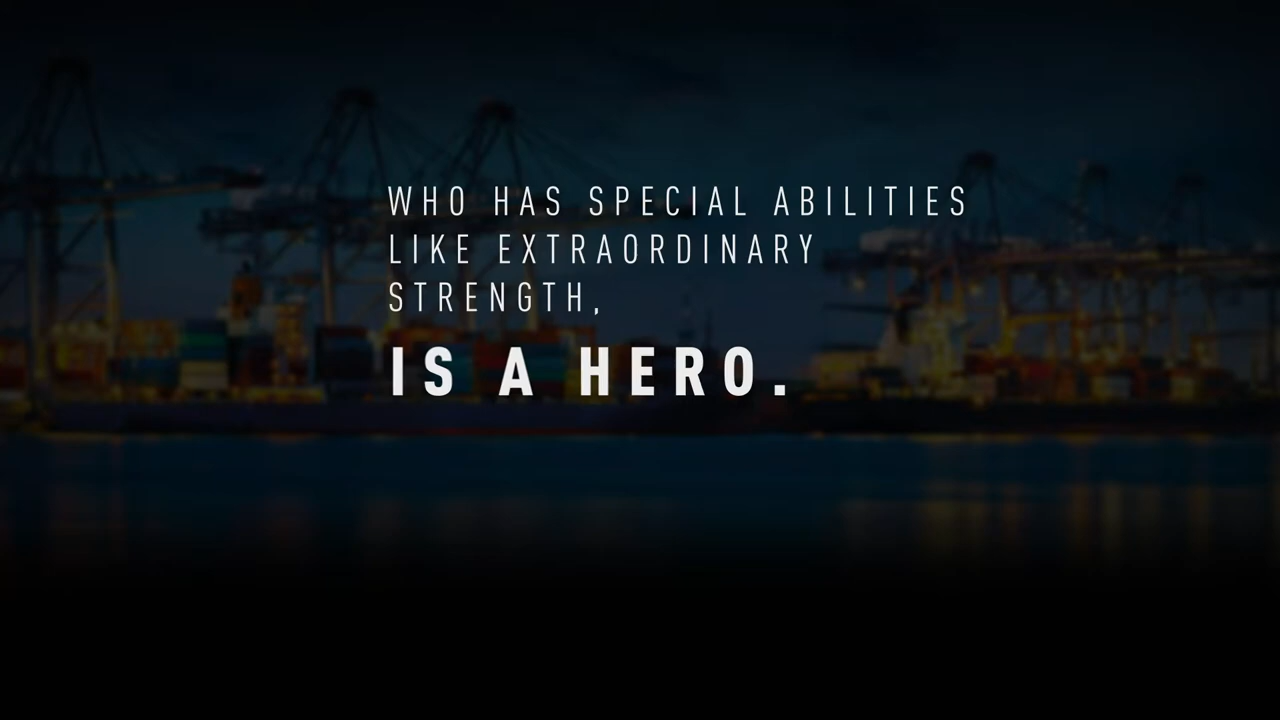 WHO HAS SPECIAL ABILITIES
LIKE EXTRAORDINARY
STRENGTH,
IS A HERO.